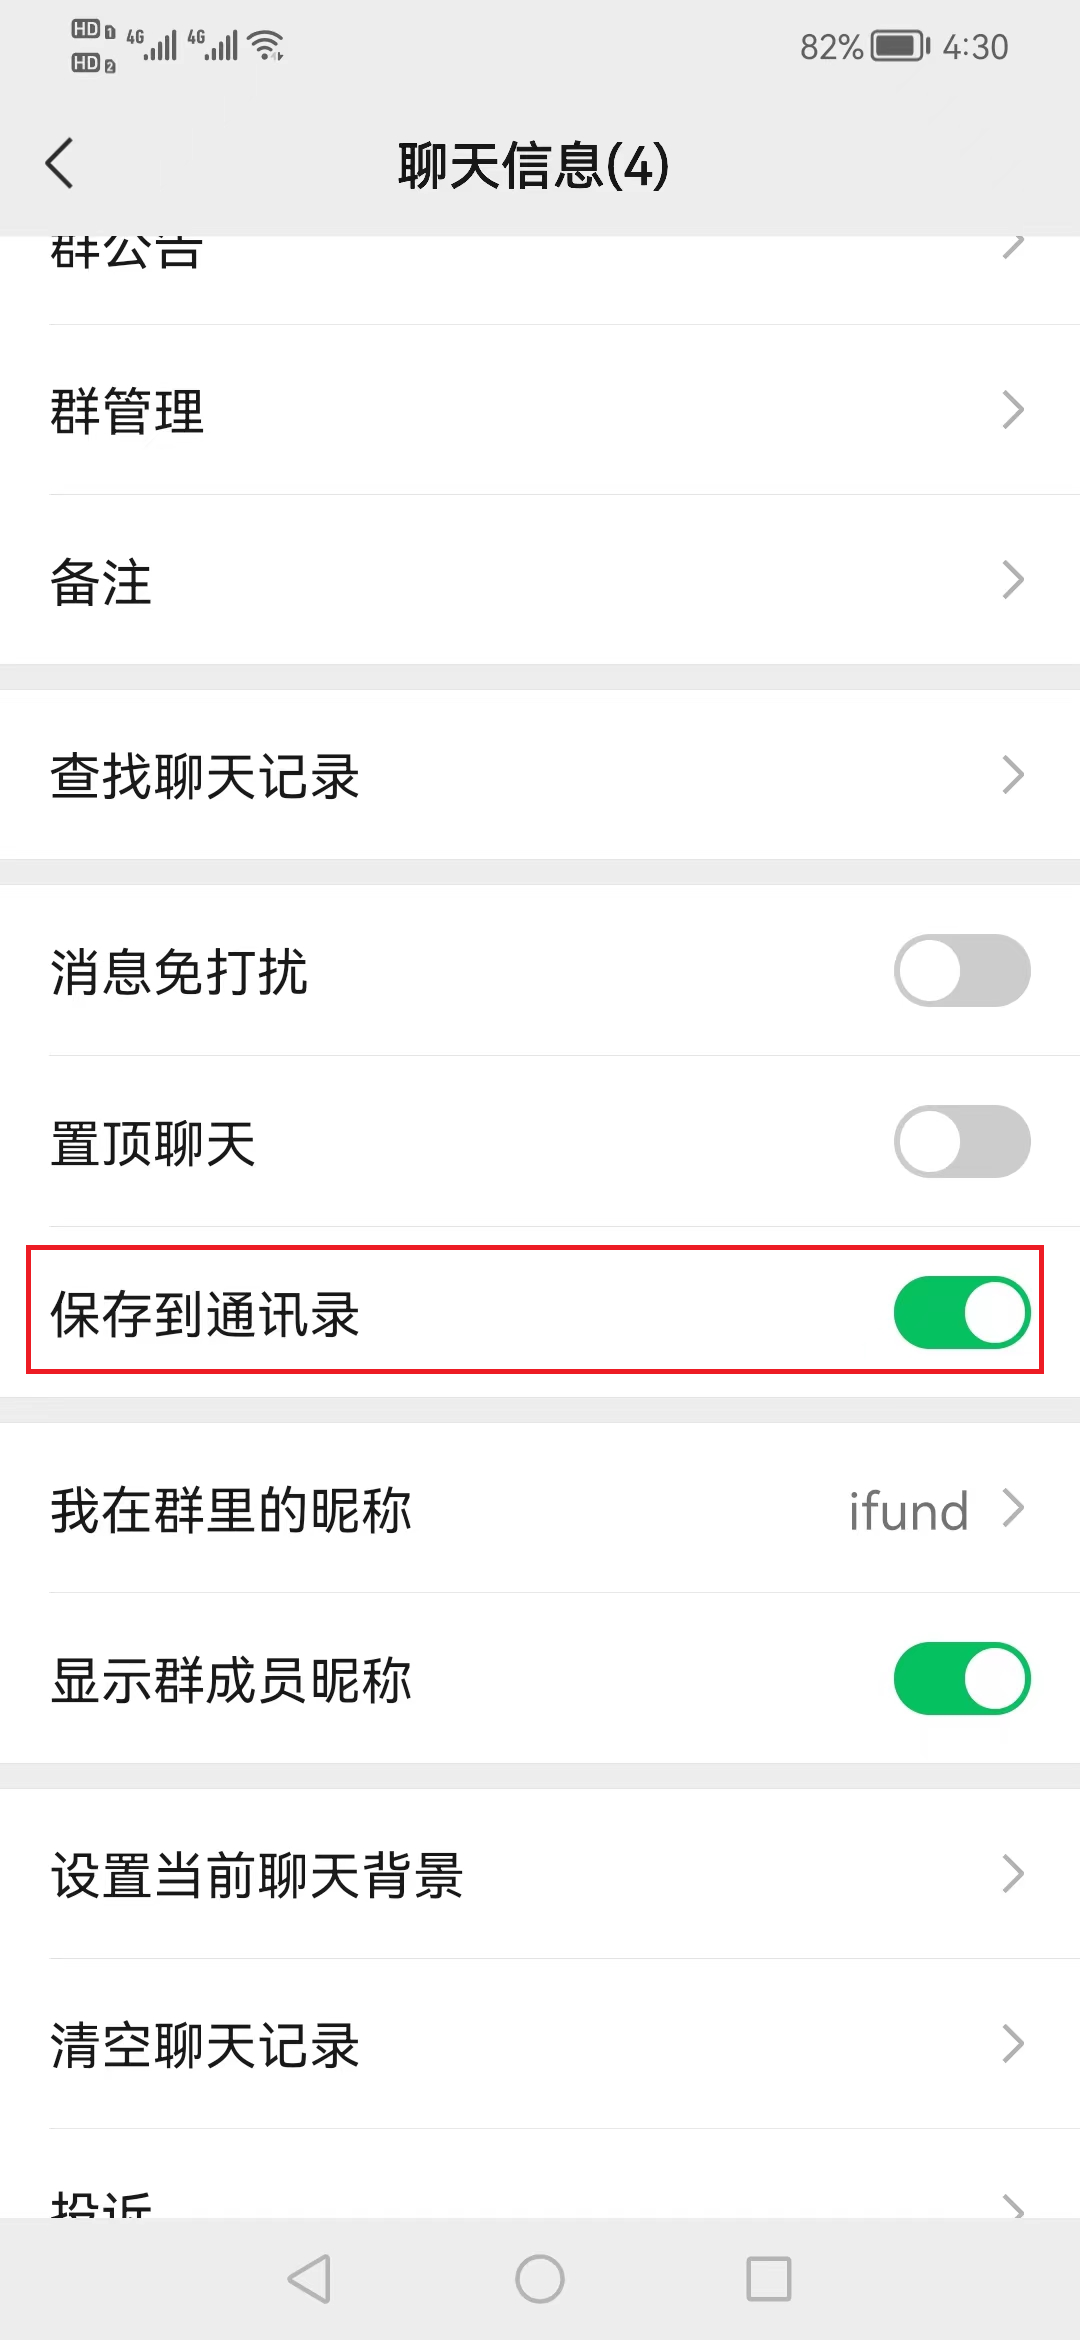 HD 1 4G 4G
HD 2
82% 4:30
聊天信息(4)
群公告
群管理
备注
查找聊天记录
消息免打扰
置顶聊天
保存到通讯录
我在群里的昵称 ifund
显示群成员昵称
设置当前聊天背景
清空聊天记录
投诉